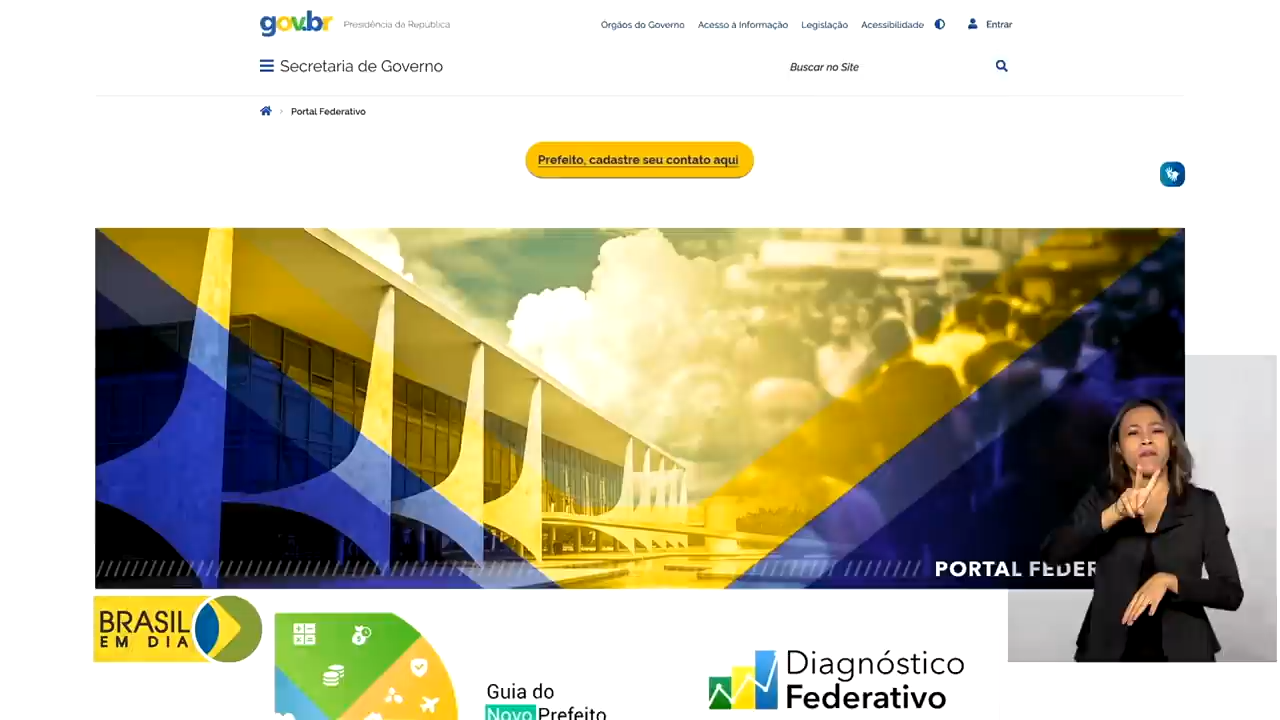 gov.br
Presidência da República
Órgãos do Governo
Acesso à Informação
Legislação
Acessibilidade
Entrar
Secretaria de Governo
Buscar no Site
Portal Federativo
Prefeito, cadastre seu contato aqui
PORTAL FEDER
BRASIL
EM DIA
Guia do
Novo Prefeito
Diagnóstico
Federativo